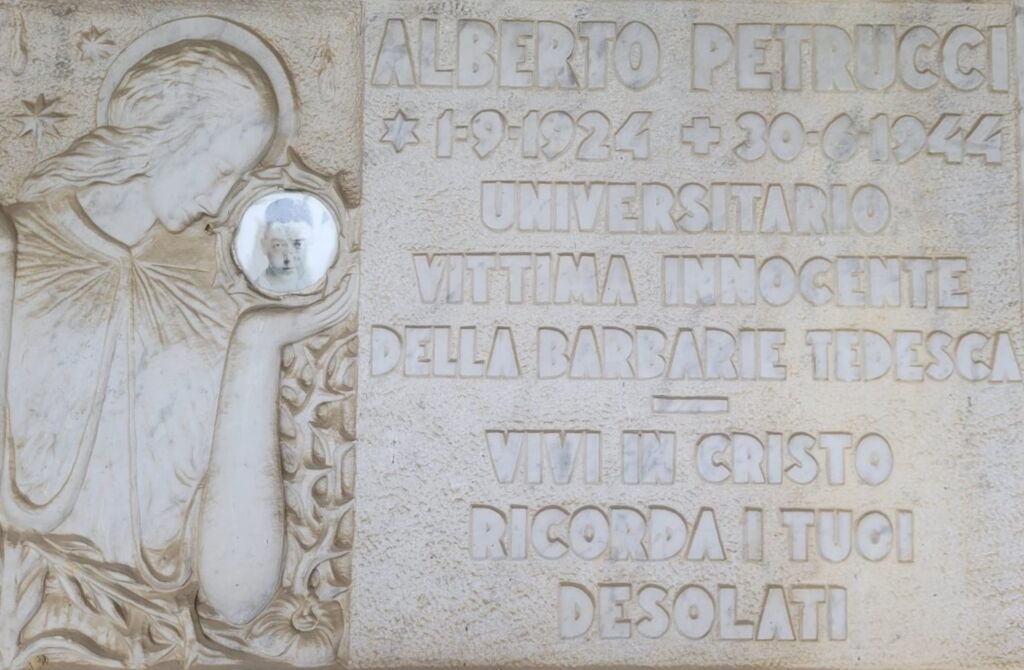 ALBERTO PETRUCCI
* 1-9-1924 + 30-6-1944
UNIVERSITARIO
VITTIMA INNOCENTE
DELLA BARBARIE TEDESCA
—
VIVI IN CRISTO
RICORDA I TUOI
DESOLATI